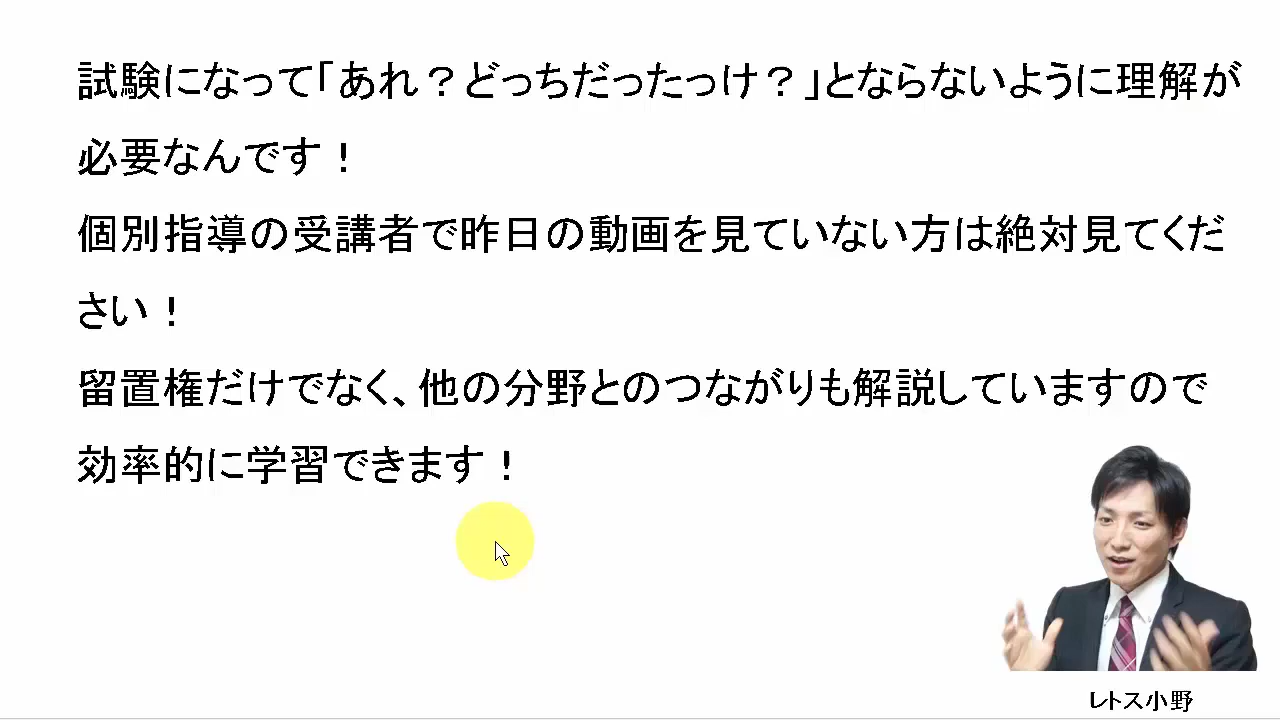 試験になって「あれ？どっちだったっけ？」とならないように理解が
必要なんです！
個別指導の受講者で昨日の動画を見ていない方は絶対見てくだ
さい！
留置権だけでなく、他の分野とのつながりも解説していますので
効率的に学習できます！
レトス小野